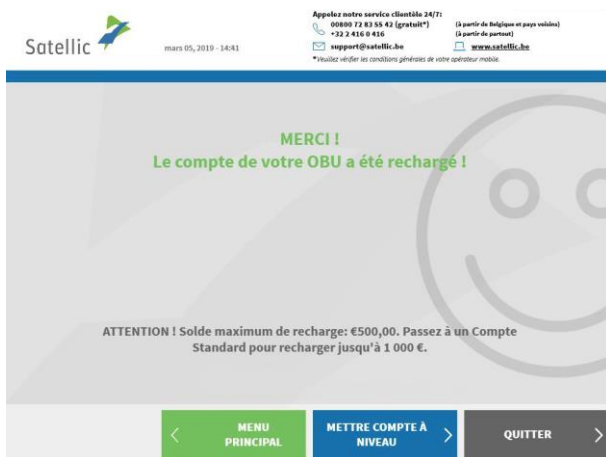 Satellic
mars 05, 2019 - 14:41
Appelez notre service clientèle 24/7:
00800 72 83 55 42 (gratuit*) (à partir de Belgique et pays voisins)
+32 2 416 0 416 (à partir de partout)
support@satellic.be www.satellic.be
*Veuillez vérifier les conditions générales de votre opérateur mobile.
MERCI !
Le compte de votre OBU a été rechargé !
ATTENTION ! Solde maximum de recharge: €500,00. Passez à un Compte
Standard pour recharger jusqu'à 1 000 €.
MENU
PRINCIPAL
METTRE COMPTE À
NIVEAU
QUITTER